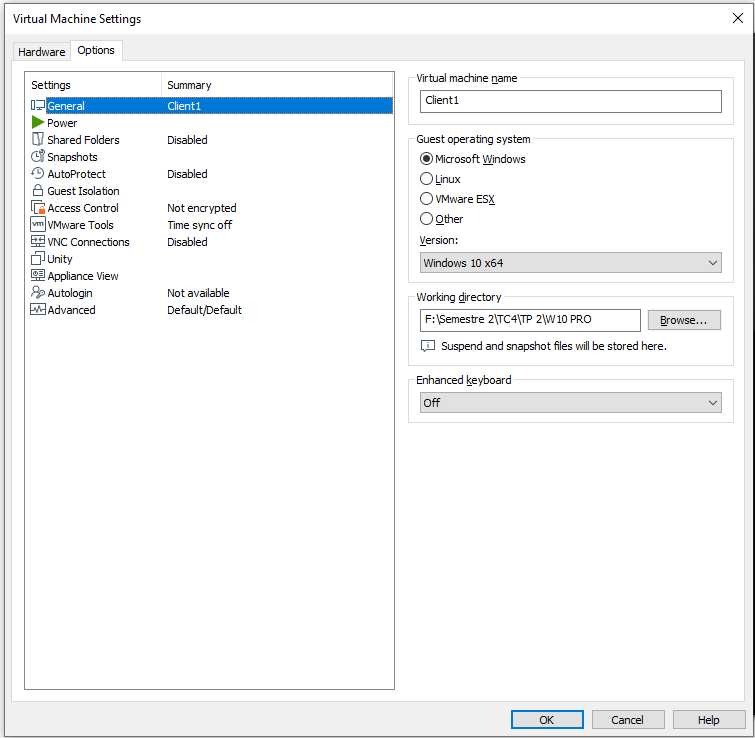 Virtual Machine Settings
Hardware Options
Settings Summary
General Client1
Power
Shared Folders Disabled
Snapshots
AutoProtect Disabled
Guest Isolation
Access Control Not encrypted
vm VMware Tools Time sync off
VNC Connections Disabled
Unity
Appliance View
Autologin Not available
Advanced Default/Default
Virtual machine name
Client1
Guest operating system
Microsoft Windows
Linux
VMware ESX
Other
Version:
Windows 10 x64
Working directory
F:\Semestre 2\TC4\TP 2\W10 PRO Browse...
Suspend and snapshot files will be stored here.
Enhanced keyboard
Off
OK Cancel Help